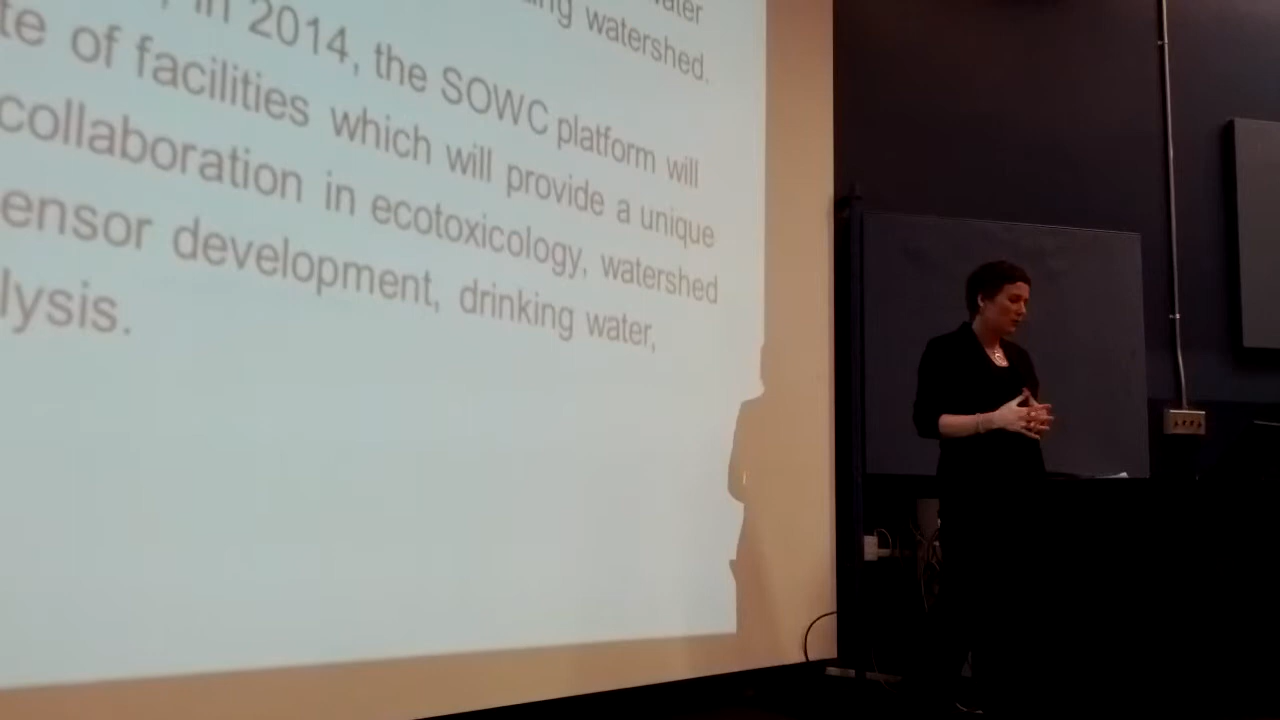 ng watershed.
in 2014, the SOWC platform will
te of facilities which will provide a unique
collaboration in ecotoxicology, watershed
ensor development, drinking water,
lysis.